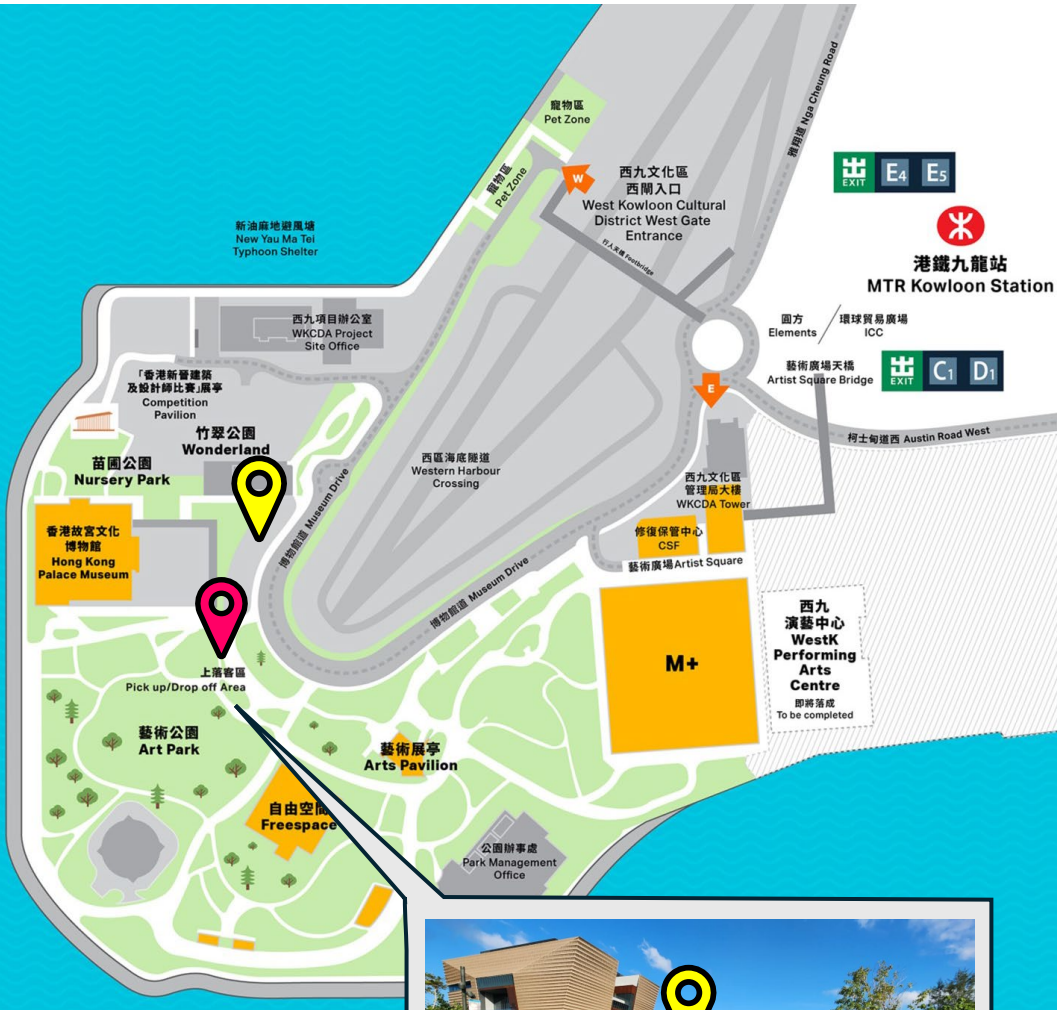 寵物區
Pet Zone
寵物區
Pet Zone
雅翔道 Nga Cheung Road
W
西九文化區
西閘入口
West Kowloon Cultural
District West Gate
Entrance
行人天橋 Footbridge
出
EXIT
E4
E5
港鐵九龍站
MTR Kowloon Station
新油麻地避風塘
New Yau Ma Tei
Typhoon Shelter
圓方
Elements
環球貿易廣場
ICC
西九項目辦公室
WKCDA Project
Site Office
藝術廣場天橋
Artist Square Bridge
出
EXIT
C1
D1
E
「香港新晉建築
及設計師比賽」展亭
Competition
Pavilion
竹翠公園
Wonderland
柯士甸道西 Austin Road West
苗圃公園
Nursery Park
西區海底隧道
Western Harbour
Crossing
西九文化區
管理局大樓
WKCDA Tower
博物館道 Museum Drive
香港故宮文化
博物館
Hong Kong
Palace Museum
修復保管中心
CSF
藝術廣場 Artist Square
博物館道 Museum Drive
西九
演藝中心
WestK
Performing
Arts
Centre
即將落成
To be completed
M+
上落客區
Pick up/Drop off Area
藝術公園
Art Park
藝術展亭
Arts Pavilion
自由空間
Freespace
公園辦事處
Park Management
Office